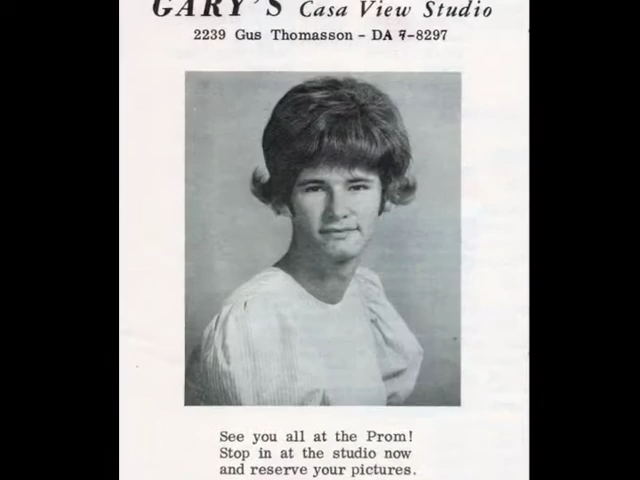 GARY'S Casa View Studio
2239 Gus Thomasson - DA 7-8297
See you all at the Prom!
Stop in at the studio now
and reserve your pictures.